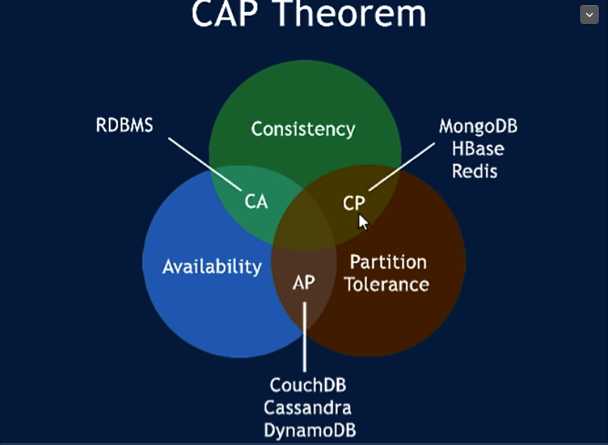 CAP Theorem
RDBMS
Consistency
MongoDB
HBase
Redis
CA
CP
Availability
Partition
Tolerance
AP
CouchDB
Cassandra
DynamoDB